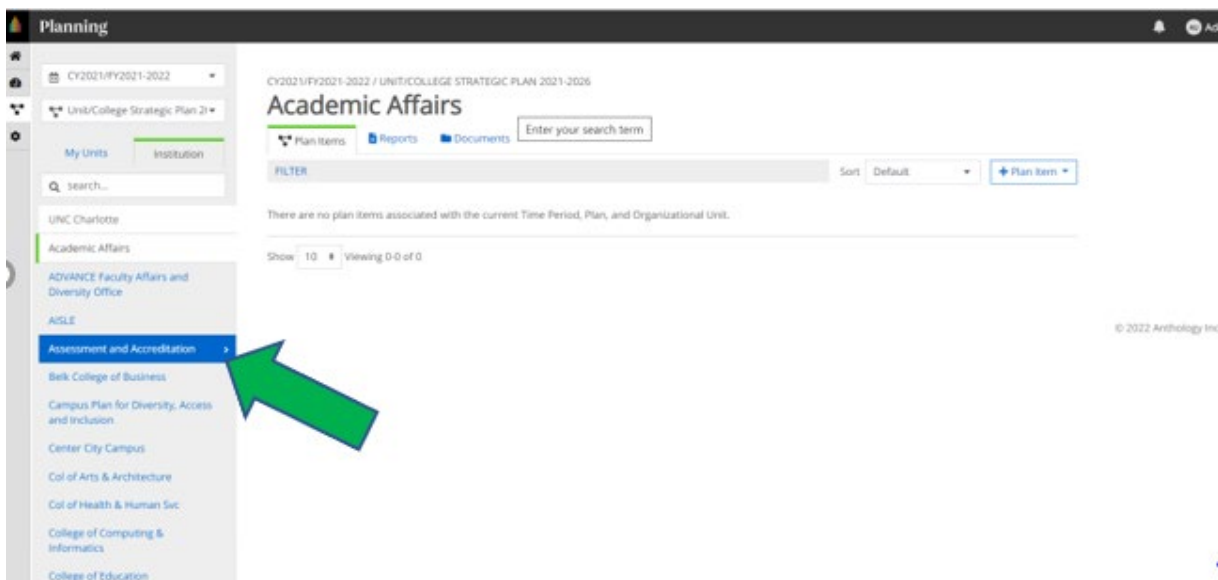 Planning
Ad
CY2021/FY2021-2022
Unit/College Strategic Plan 2
My Units
Institution
search...
UNC Charlotte
Academic Affairs
ADVANCE Faculty Affairs and
Diversity Office
AISLE
Assessment and Accreditation
Belk College of Business
Campus Plan for Diversity, Access
and Inclusion
Center City Campus
Col of Arts & Architecture
Col of Health & Human Svc
College of Computing &
Informatics
College of Education
CY2021/FY2021-2022 / UNIT/COLLEGE STRATEGIC PLAN 2021-2026
Academic Affairs
Plan Items
Reports
Documents
Enter your search term
FILTER
Sort Default
+ Plan Item
There are no plan items associated with the current Time Period, Plan, and Organizational Unit.
Show 10 Viewing 0-0 of 0
© 2022 Anthology Inc